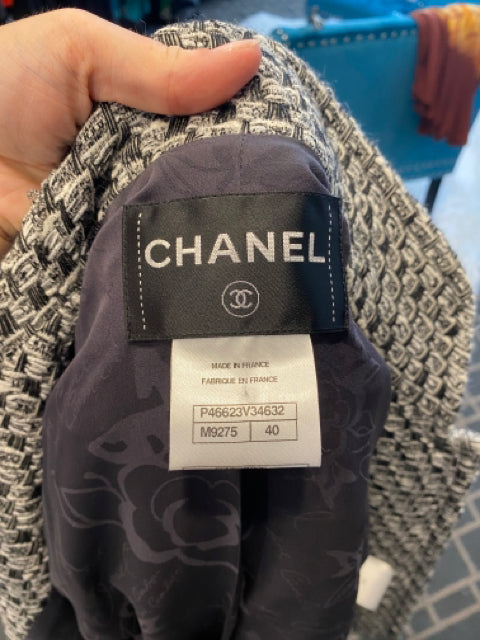 CHANEL
MADE IN FRANCE
FABRIQUE EN FRANCE
P46623V34632
M9275 40